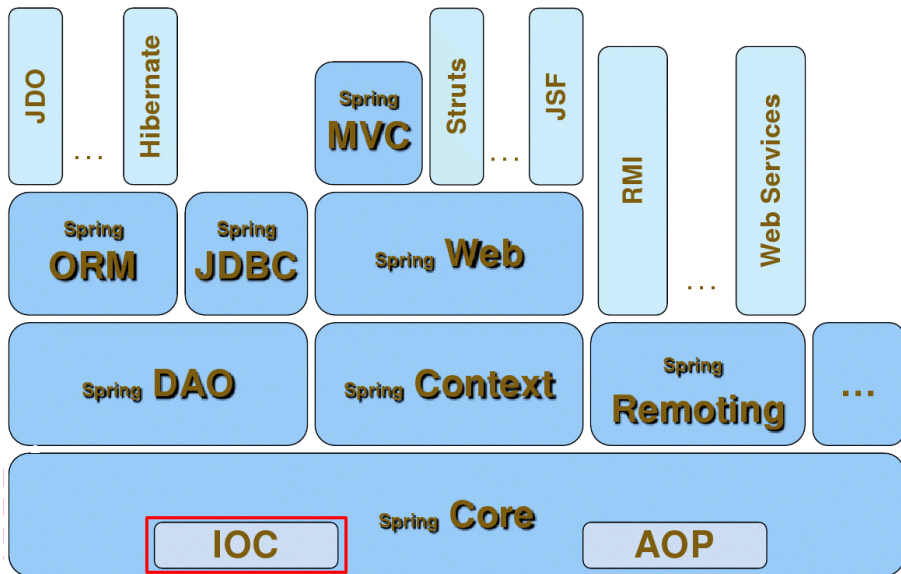 JDO
...
Hibernate
Spring
MVC
Struts
...
JSF
RMI
...
Web Services
Spring
ORM
Spring
JDBC
Spring Web
Spring DAO
Spring Context
Spring
Remoting
...
Spring Core
IOC
AOP